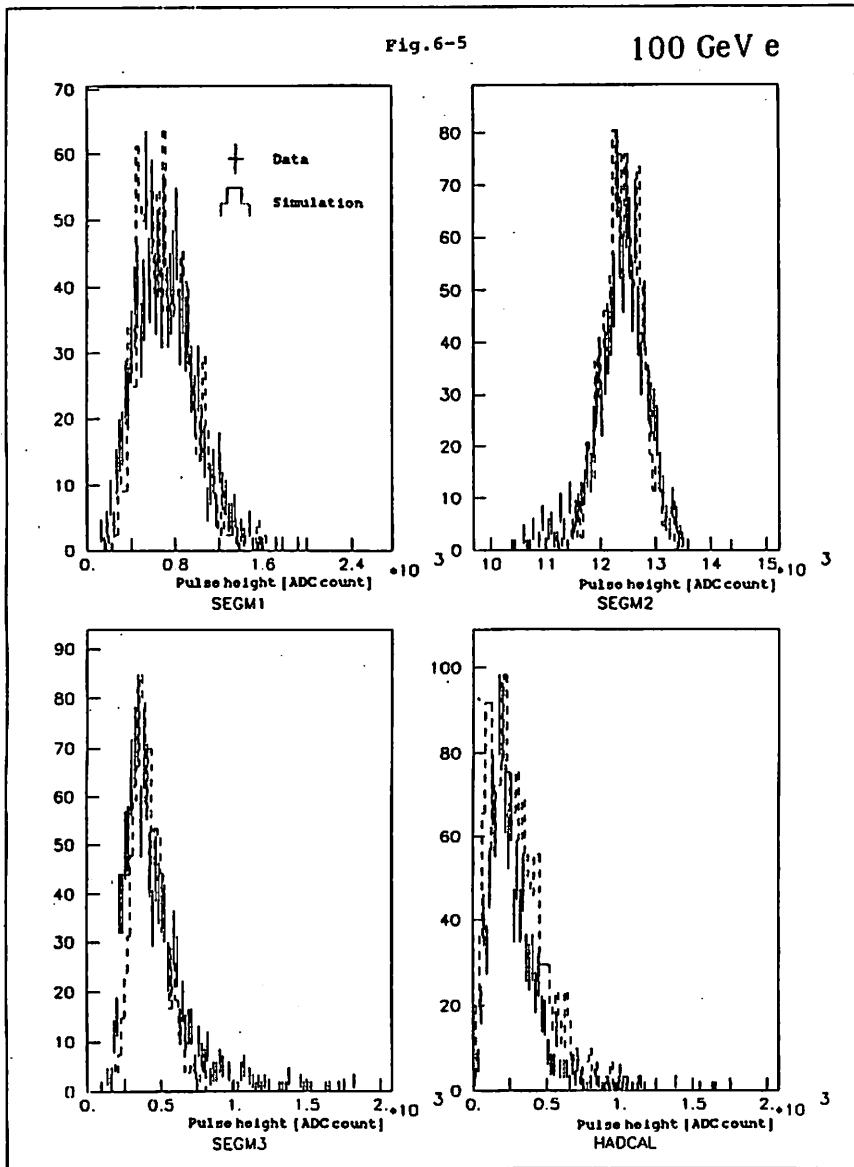 Fig.6-5
100 GeV e
70
60
50
40
30
20
10
0
Data
Simulation
0. 0.8 1.6 2.4
*10 3
Pulse height [ADC count]
SEGM1
80
70
60
50
40
30
20
10
0
10 11 12 13 14 15
*10 3
Pulse height [ADC count]
SEGM2
90
80
70
60
50
40
30
20
10
0
0. 0.5 1. 1.5 2.
*10 3
Pulse height [ADC count]
SEGM3
100
80
60
40
20
0
0 0.5 1. 1.5 2.
*10 3
Pulse height [ADC count]
HADCAL